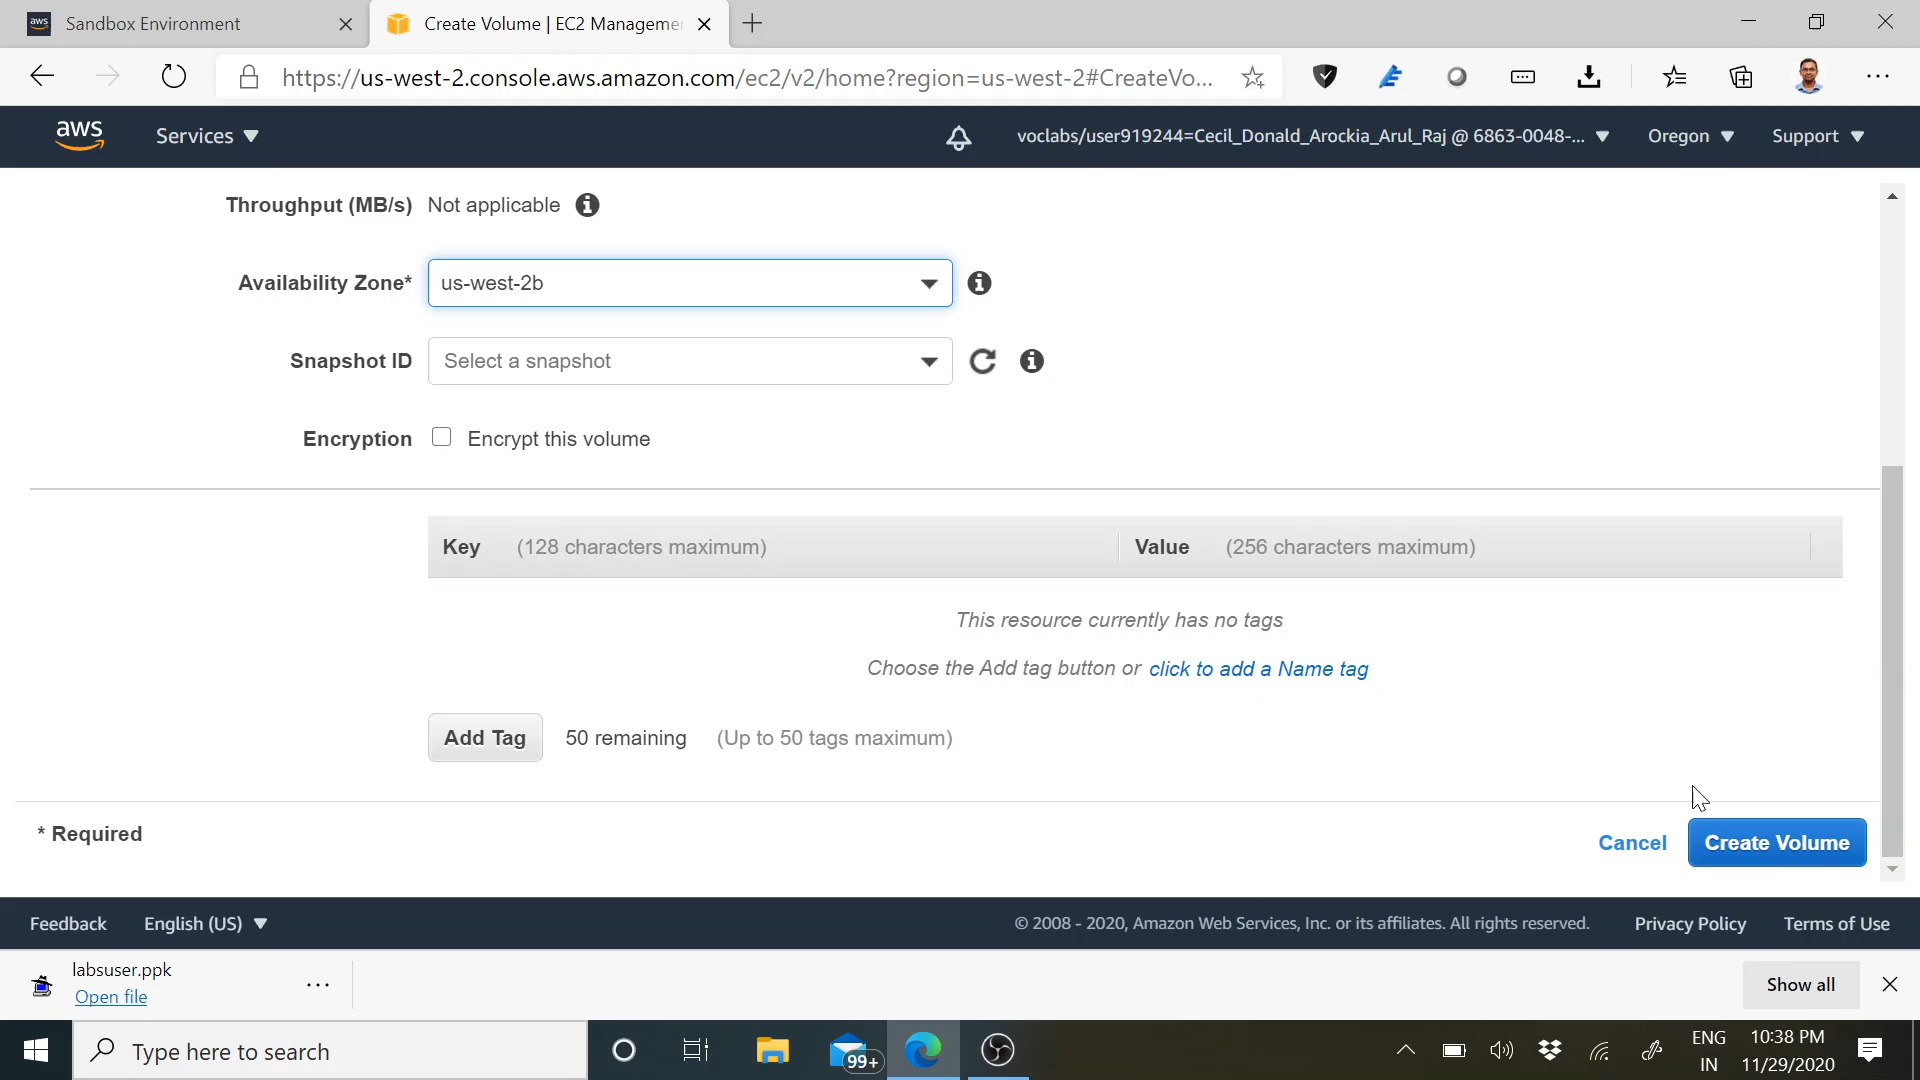 aws Sandbox Environment
Create Volume | EC2 Manageme
https://us-west-2.console.aws.amazon.com/ec2/v2/home?region=us-west-2#CreateVo...
aws Services voclabs/user919244=Cecil_Donald_Arockia_Arul_Raj @ 6863-0048-... Oregon Support
Throughput (MB/s) Not applicable
Availability Zone* us-west-2b
Snapshot ID Select a snapshot
Encryption Encrypt this volume
Key (128 characters maximum) Value (256 characters maximum)
This resource currently has no tags
Choose the Add tag button or click to add a Name tag
Add Tag 50 remaining (Up to 50 tags maximum)
* Required
Cancel Create Volume
Feedback English (US) © 2008 - 2020, Amazon Web Services, Inc. or its affiliates. All rights reserved. Privacy Policy Terms of Use
labsuser.ppk
Open file
Show all
Type here to search
99+
ENG
IN
10:38 PM
11/29/2020